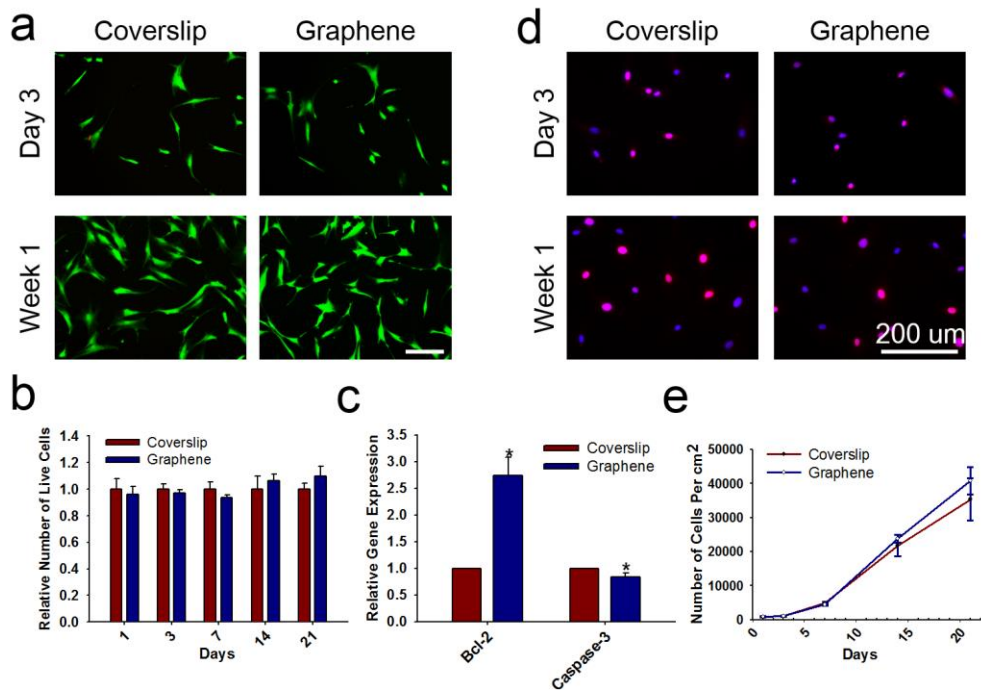 a
Coverslip Graphene
Day 3
Week 1
d
Coverslip Graphene
Day 3
Week 1
200 um
b
Relative Number of Live Cells
1.4
1.2
1.0
0.8
0.6
0.4
0.2
0.0
Coverslip
Graphene
1 3 7 14 21
Days
c
Relative Gene Expression
3.5
3.0
2.5
2.0
1.5
1.0
0.5
0.0
Coverslip
Graphene
*
*
Bcl-2
Caspase-3
e
Number of Cells Per cm2
50000
40000
30000
20000
10000
0
Coverslip
Graphene
0 5 10 15 20
Days